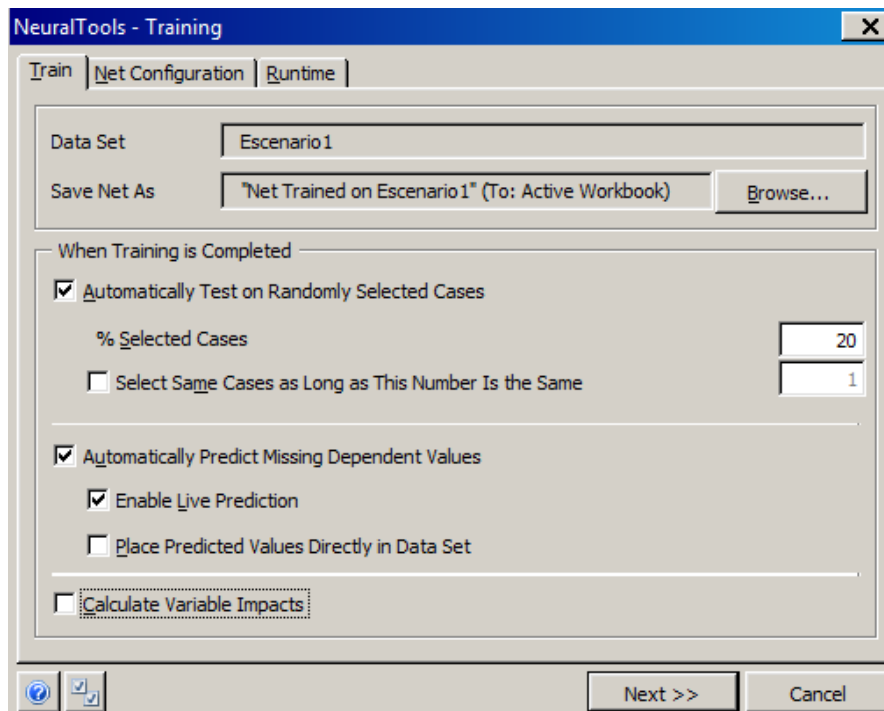 NeuralTools - Training
Train Net Configuration Runtime
Data Set Escenario1
Save Net As "Net Trained on Escenario1" (To: Active Workbook) Browse...
When Training is Completed
Automatically Test on Randomly Selected Cases
% Selected Cases 20
Select Same Cases as Long as This Number Is the Same 1
Automatically Predict Missing Dependent Values
Enable Live Prediction
Place Predicted Values Directly in Data Set
Calculate Variable Impacts
Next >> Cancel